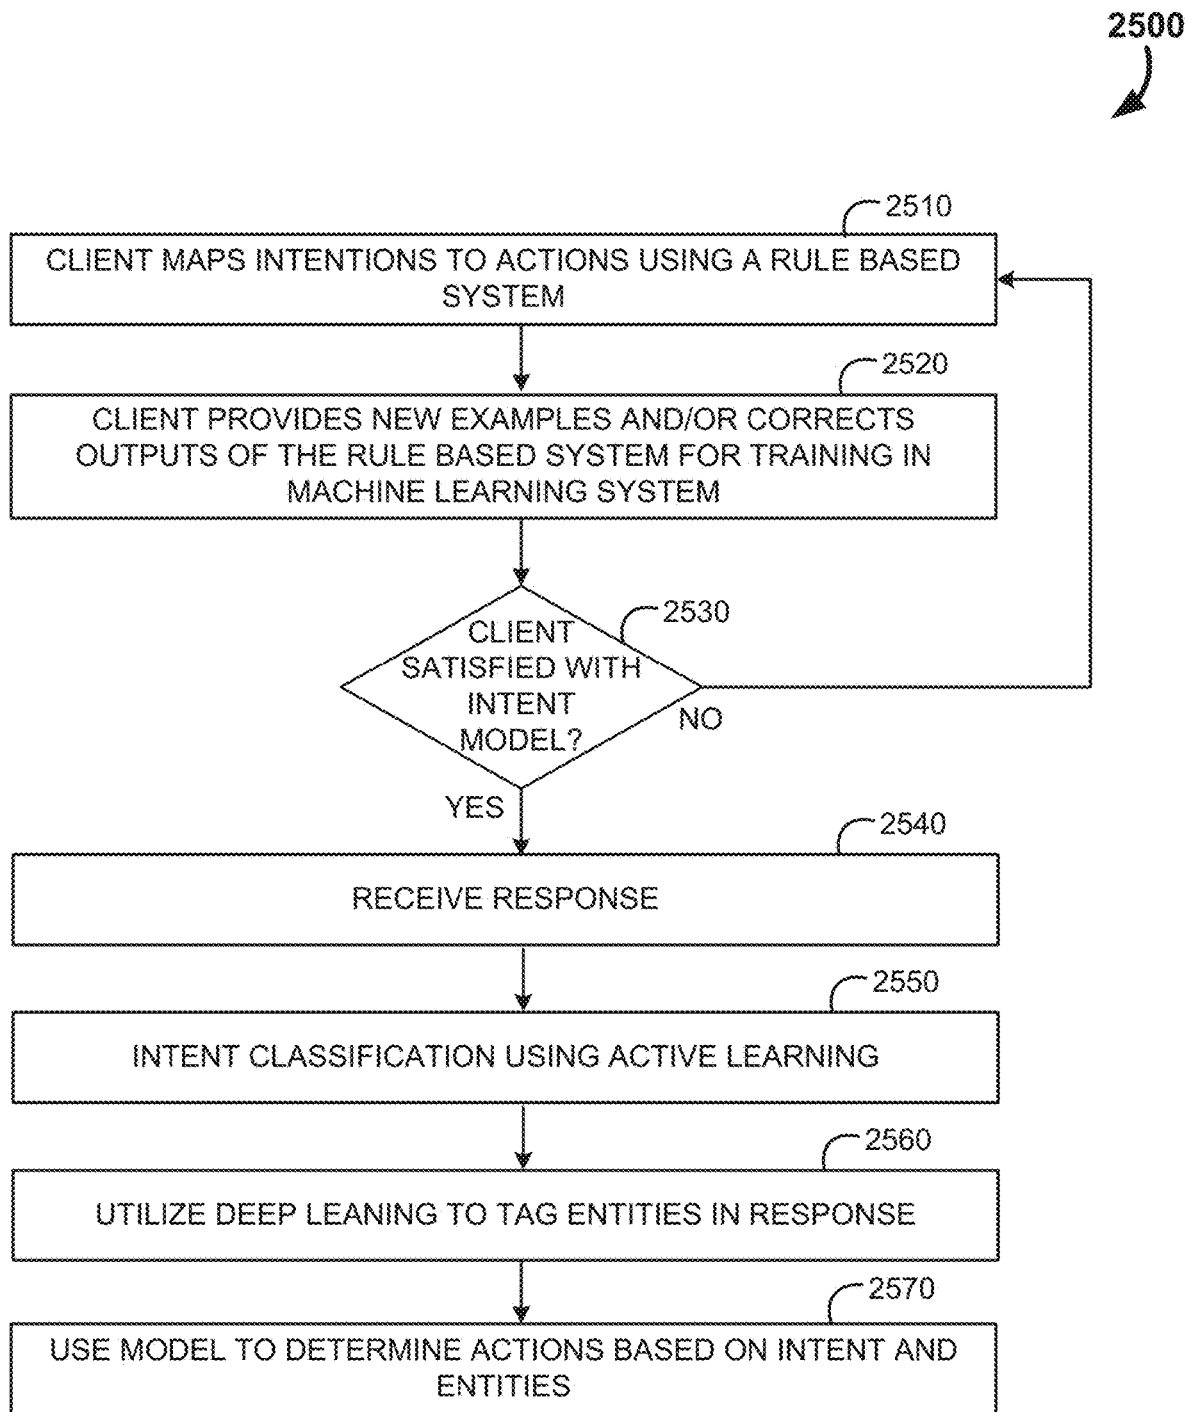 2500
2510
CLIENT MAPS INTENTIONS TO ACTIONS USING A RULE BASED
SYSTEM
2520
CLIENT PROVIDES NEW EXAMPLES AND/OR CORRECTS
OUTPUTS OF THE RULE BASED SYSTEM FOR TRAINING IN
MACHINE LEARNING SYSTEM
2530
CLIENT
SATISFIED WITH
INTENT
MODEL?
NO
YES
2540
RECEIVE RESPONSE
2550
INTENT CLASSIFICATION USING ACTIVE LEARNING
2560
UTILIZE DEEP LEANING TO TAG ENTITIES IN RESPONSE
2570
USE MODEL TO DETERMINE ACTIONS BASED ON INTENT AND
ENTITIES